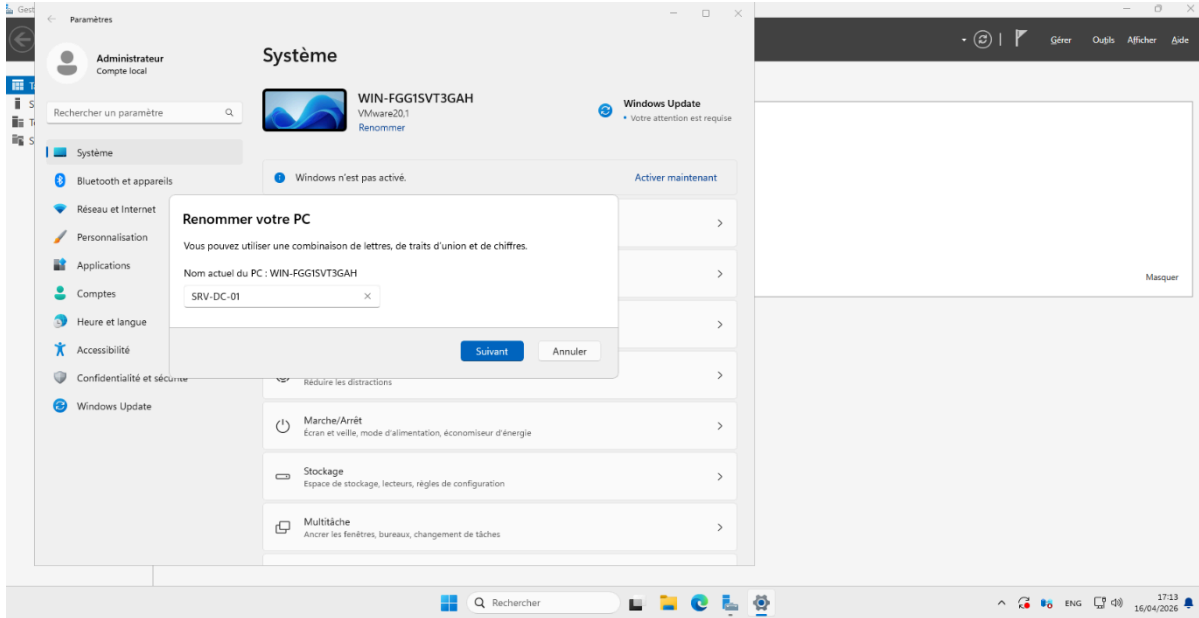 Gest
Paramètres
Gérer Outils Afficher Aide
Administrateur
Compte local
Rechercher un paramètre
Système
Bluetooth et appareils
Réseau et Internet
Personnalisation
Applications
Comptes
Heure et langue
Accessibilité
Confidentialité et sécurité
Windows Update
Système
WIN-FGG1SVT3GAH
VMware20,1
Renommer
Windows Update
• Votre attention est requise
Windows n'est pas activé.
Activer maintenant
Renommer votre PC
Vous pouvez utiliser une combinaison de lettres, de traits d'union et de chiffres.
Nom actuel du PC : WIN-FGG1SVT3GAH
SRV-DC-01
Suivant
Annuler
Réduire les distractions
Marche/Arrêt
Écran et veille, mode d'alimentation, économiseur d'énergie
Stockage
Espace de stockage, lecteurs, règles de configuration
Multitâche
Ancrer les fenêtres, bureaux, changement de tâches
Masquer
Rechercher
ENG
17:13
16/04/2026